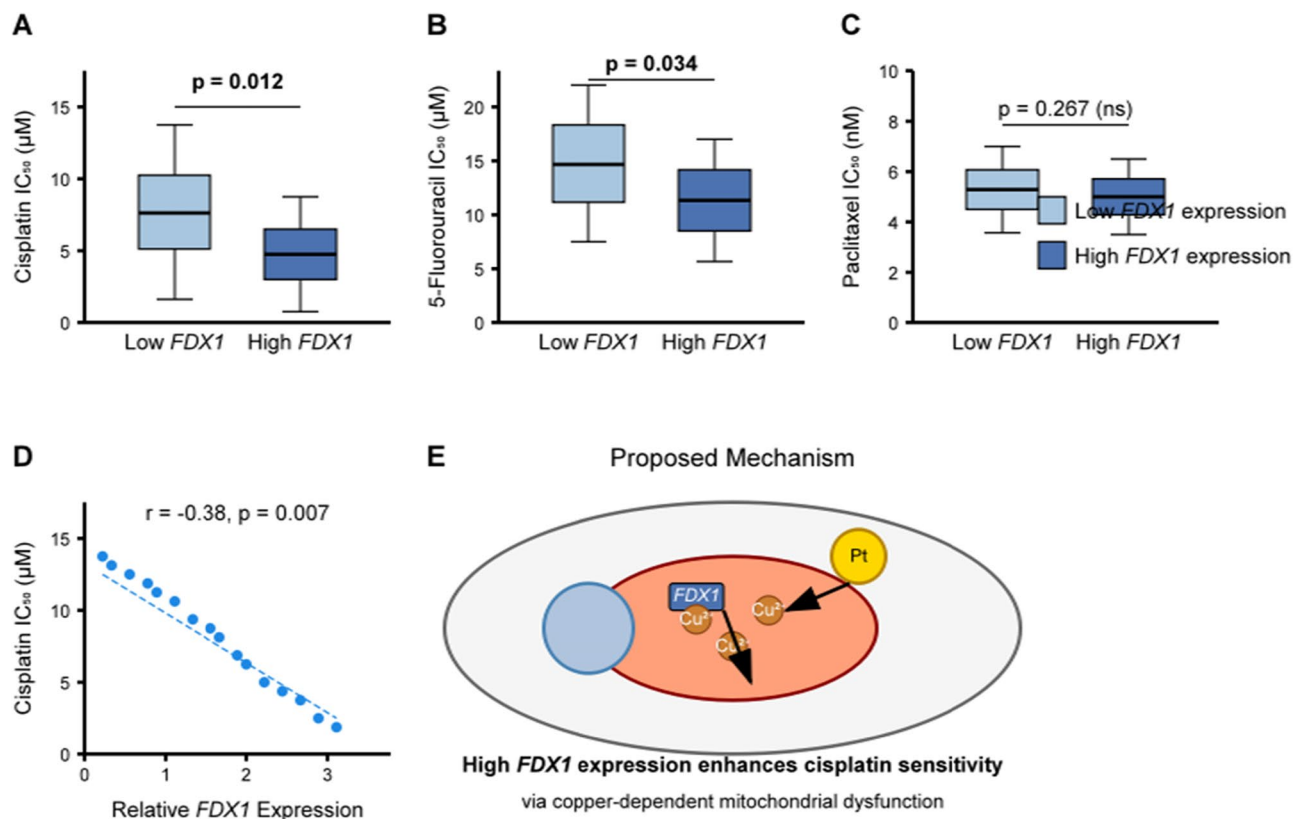 A
p = 0.012
Cisplatin IC₅₀ (µM)
15
10
5
0
Low FDX1
High FDX1
B
p = 0.034
5-Fluorouracil IC₅₀ (µM)
20
15
10
5
0
Low FDX1
High FDX1
C
p = 0.267 (ns)
Paclitaxel IC₅₀ (nM)
10
8
6
4
2
0
Low FDX1
High FDX1
Low FDX1 expression
High FDX1 expression
D
r = -0.38, p = 0.007
Cisplatin IC₅₀ (µM)
15
10
5
0
0
1
2
3
Relative FDX1 Expression
E
Proposed Mechanism
Pt
FDX1
Cu²⁺
Cu²⁺
Cu²⁺
High FDX1 expression enhances cisplatin sensitivity
via copper-dependent mitochondrial dysfunction